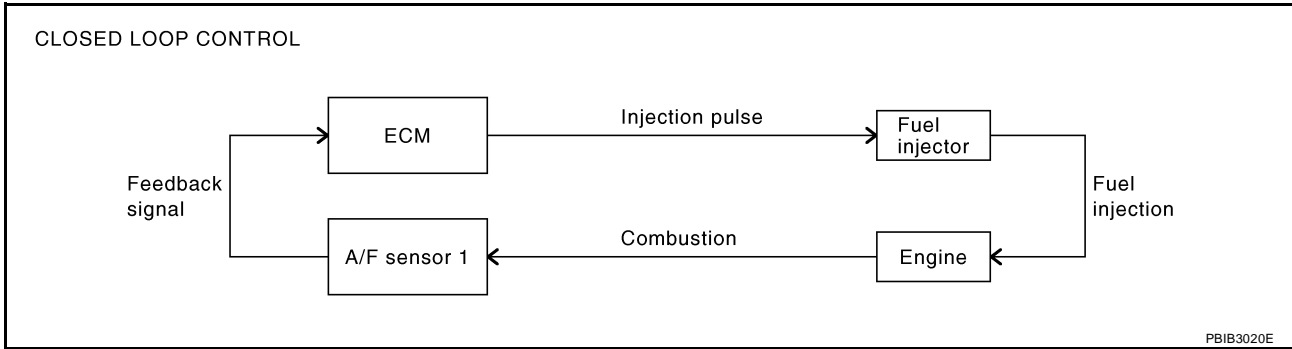 CLOSED LOOP CONTROL
ECM
Injection pulse
Fuel
injector
Feedback
signal
Fuel
injection
A/F sensor 1
Combustion
Engine
PBIB3020E